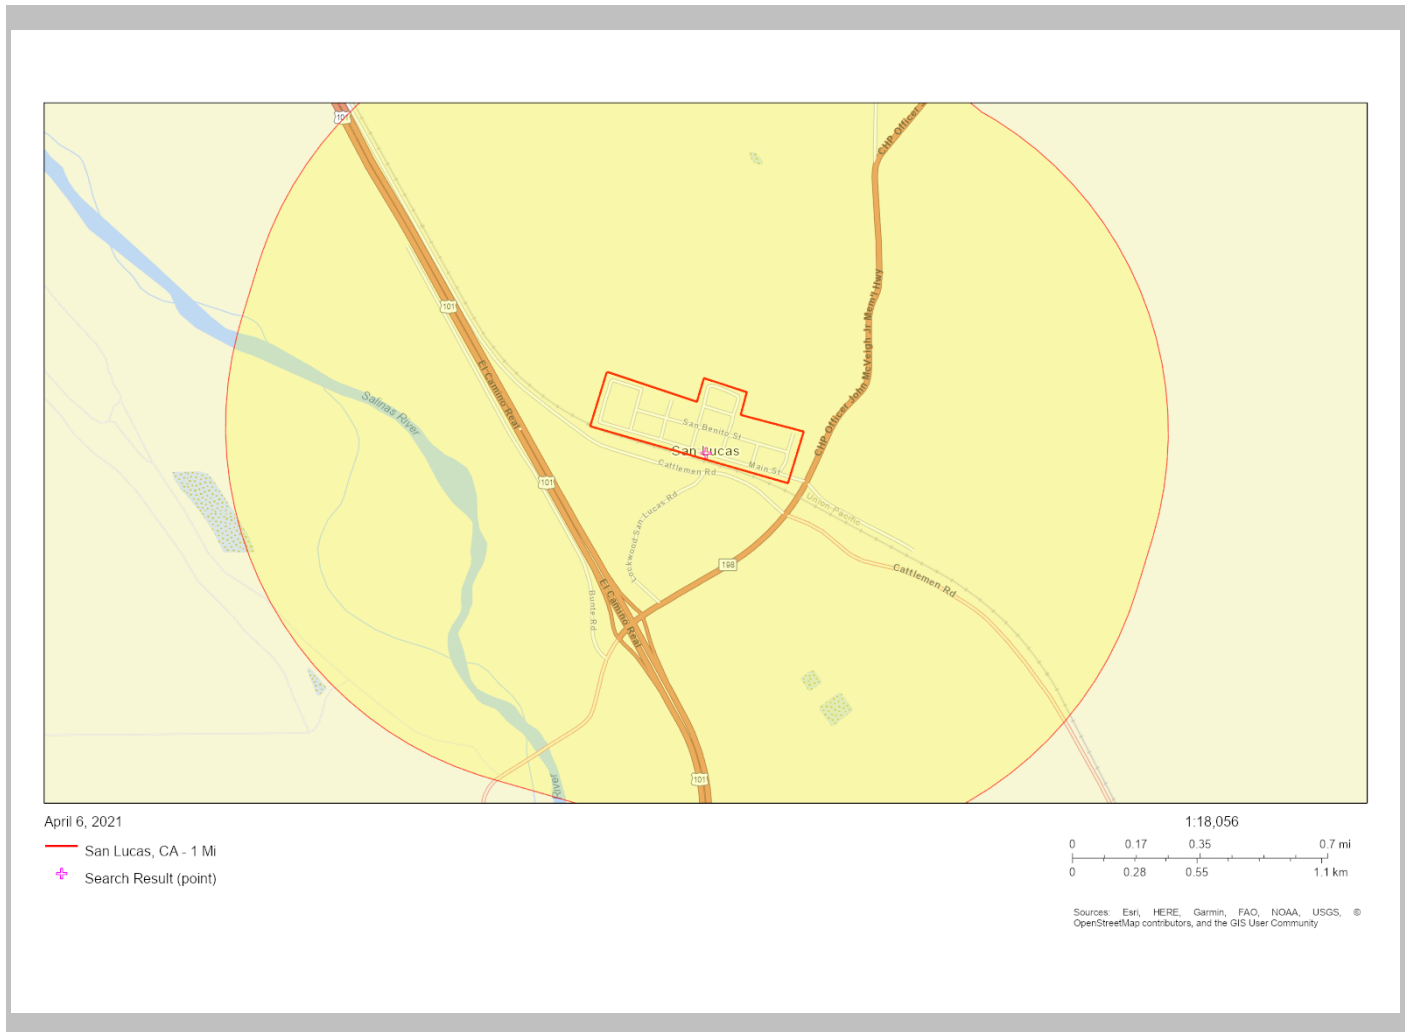 101
CHP Officer
101
El Camino Real
Salinas River
CHP Officer John McVeigh Jr Mem'l Hwy
San Benito St
San Lucas
Main St
Cattlemen Rd
101
Lockwood San Lucas Rd
Union Pacific
198
Cattlemen Rd
Bunte Rd
El Camino Real
101
River
April 6, 2021
San Lucas, CA - 1 Mi
Search Result (point)
1:18,056
0 0.17 0.35 0.7 mi
0 0.28 0.55 1.1 km
Sources: Esri, HERE, Garmin, FAO, NOAA, USGS, ©
OpenStreetMap contributors, and the GIS User Community